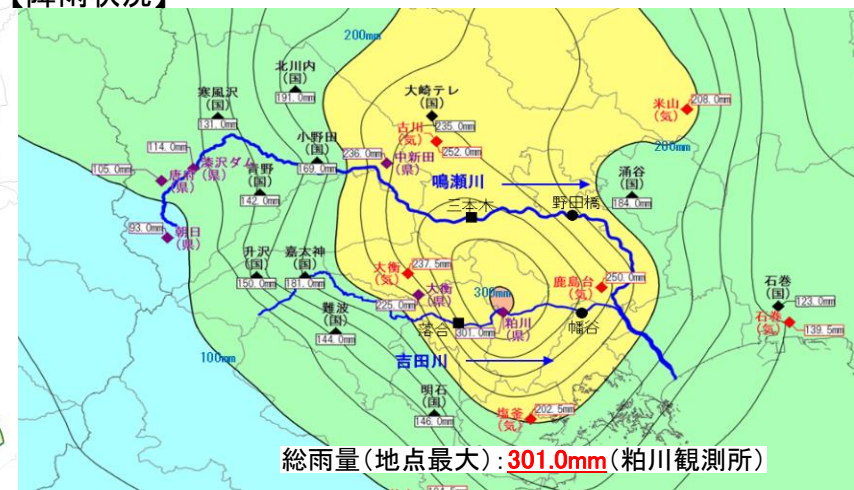 【降雨状況】
200mm
北川内
(国)
191.0mm
寒風沢
(国)
131.0mm
大崎テレ
(国)
235.0mm
米山
(気)
208.0mm
古川
(気)
252.0mm
小野田
(国)
169.0mm
236.0mm
中新田
(県)
200mm
114.0mm
漆沢ダム
(県)
105.0mm
唐府
(県)
青野
(国)
142.0mm
鳴瀬川
涌谷
(国)
184.0mm
三本木
野田橋
93.0mm
朝日
(県)
升沢
(国)
150.0mm
嘉太神
(国)
181.0mm
大衡
(気)
237.5mm
大衡
(県)
225.0mm
300mm
鹿島台
(気)
250.0mm
石巻
(国)
123.0mm
石巻
(気)
139.5mm
難波
(国)
144.0mm
落合
301.0mm
粕川
(県)
幡谷
100mm
吉田川
明石
(国)
146.0mm
塩釜
(気)
202.5mm
総雨量(地点最大):301.0mm(粕川観測所)